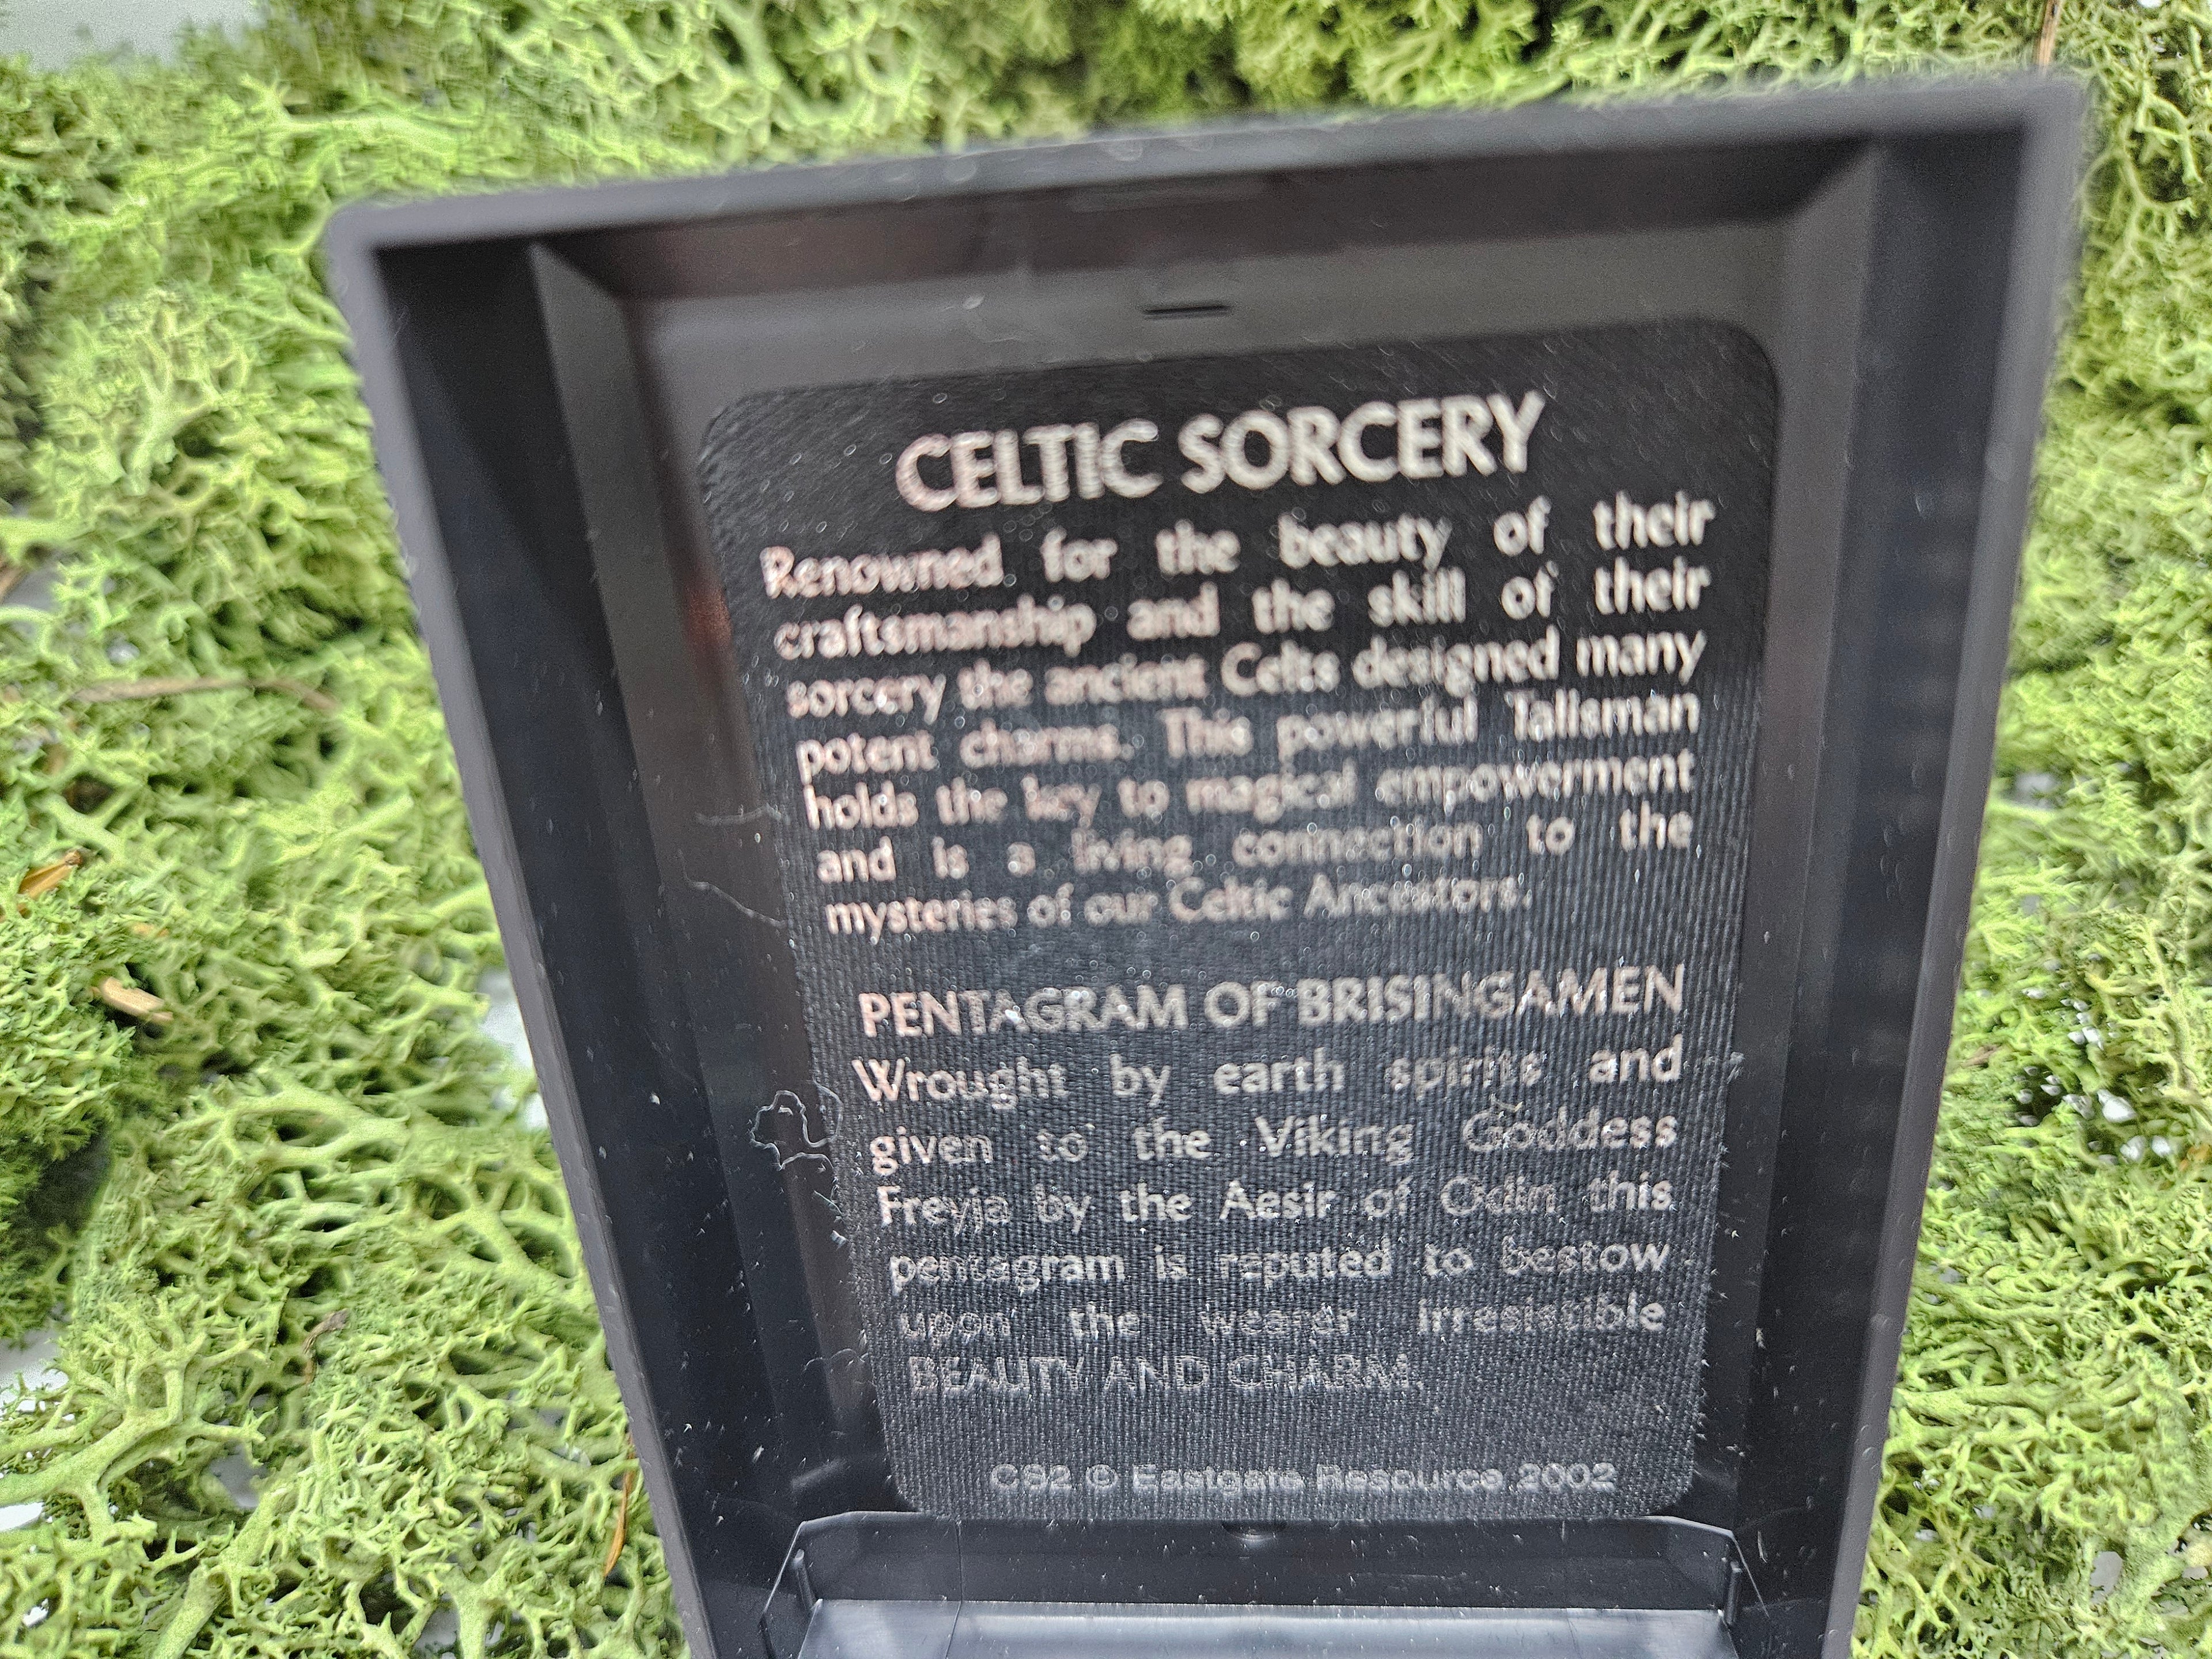 CELTIC SORCERY
Renowned for the beauty of their
craftsmanship and the skill of their
sorcery the ancient Celts designed many
potent charms. This powerful Talisman
holds the key to magical empowerment
and is a living connection to the
mysteries of our Celtic Ancestors.
PENTAGRAM OF BRISINGAMEN
Wrought by earth spirits and
given to the Viking Goddess
Freyja by the Aesir of Odin this
pentagram is reputed to bestow
upon the wearer irresistible
BEAUTY AND CHARM.
CS2 © Eastgate Resource 2002